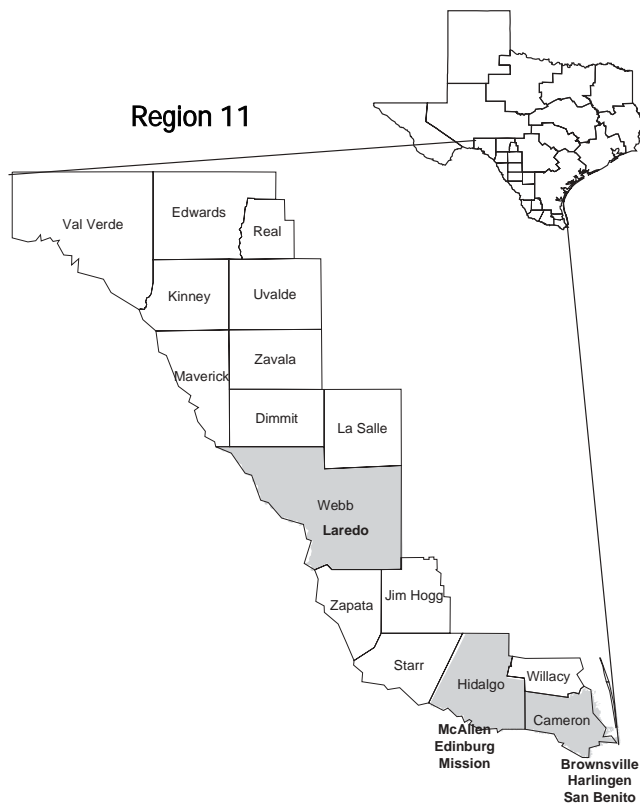 Region 11
Val Verde
Edwards
Real
Kinney
Uvalde
Maverick
Zavala
Dimmit
La Salle
Webb
Laredo
Zapata
Jim Hogg
Starr
Hidalgo
Willacy
Cameron
McAllen
Edinburg
Mission
Brownsville
Harlingen
San Benito